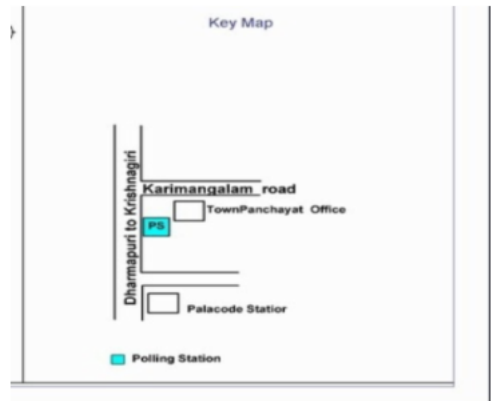 Key Map
Dharmapuri to Krishnagiri
Karimangalam road
TownPanchayat Office
PS
Palacode Statior
Polling Station